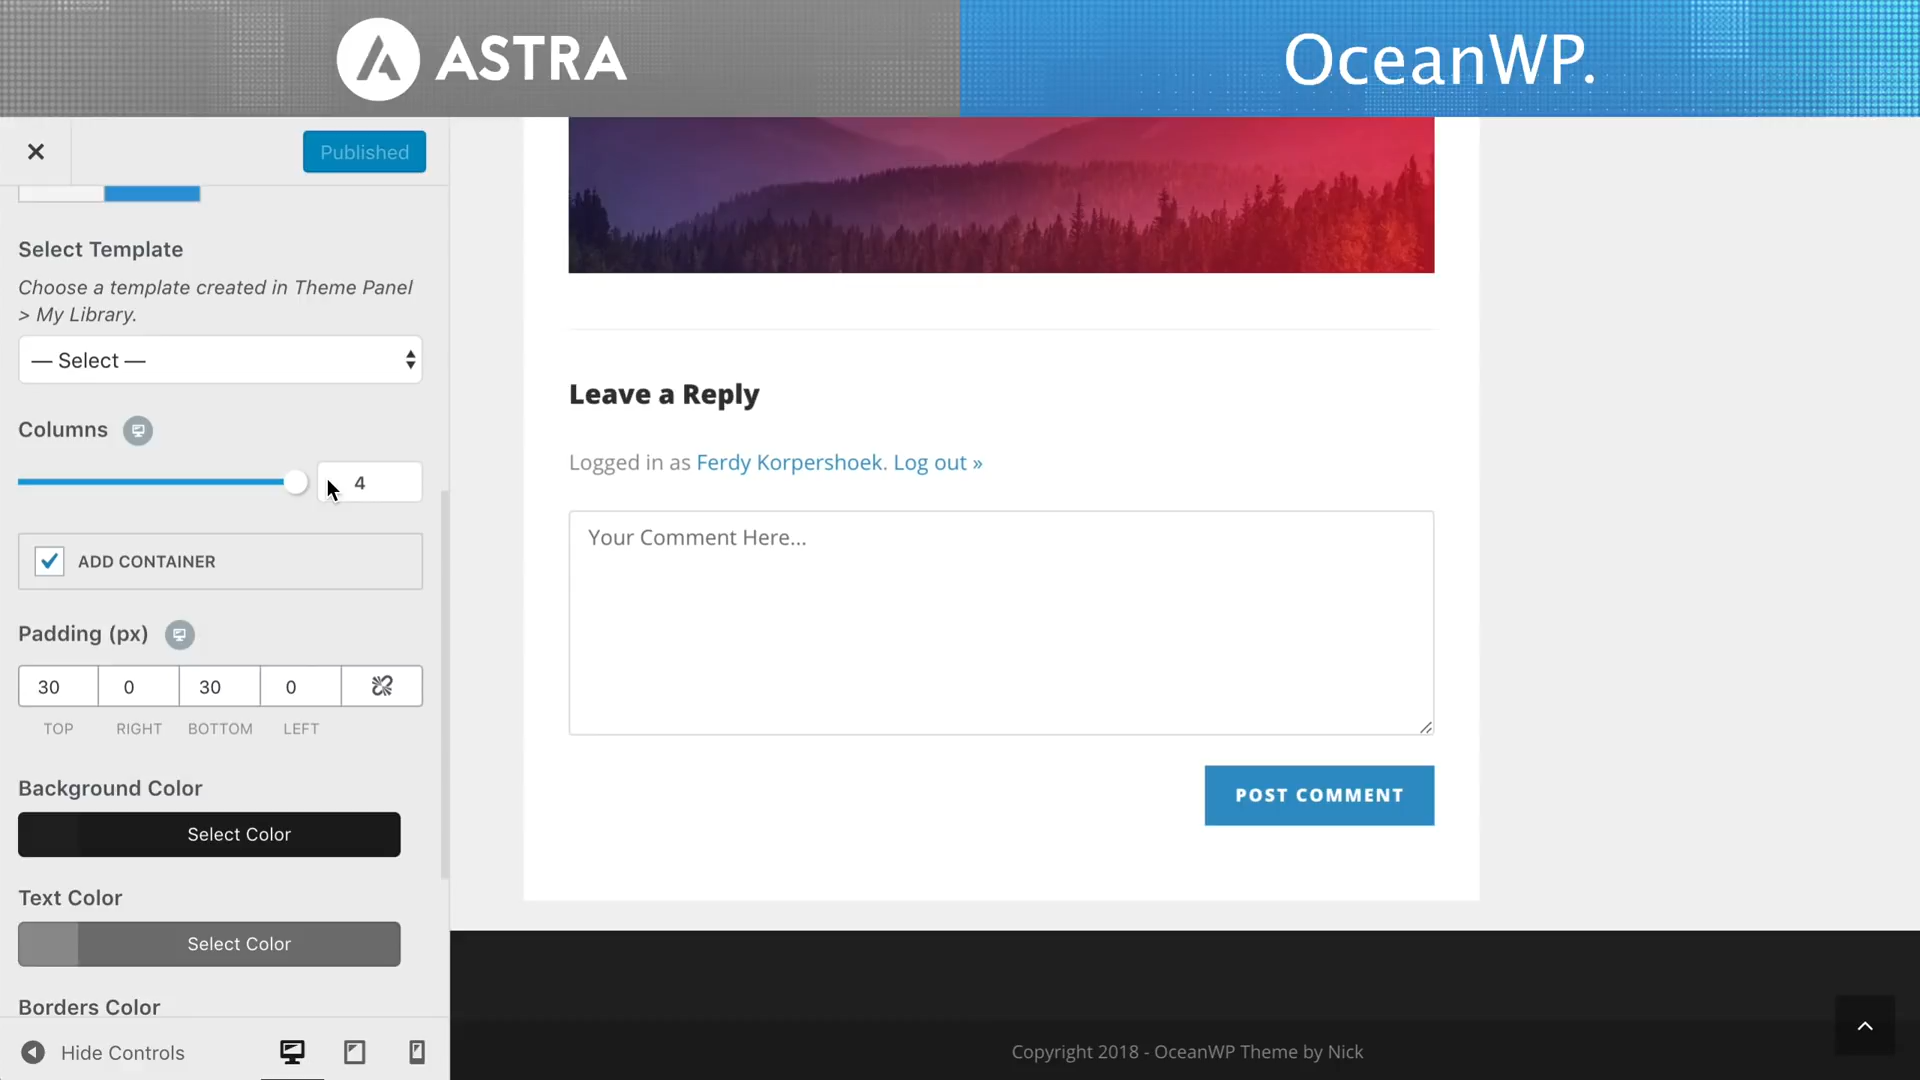 ASTRA
OceanWP.
Published
Select Template
Choose a template created in Theme Panel
> My Library.
— Select —
Columns
4
ADD CONTAINER
Padding (px)
30 0 30 0
TOP RIGHT BOTTOM LEFT
Background Color
Select Color
Text Color
Select Color
Borders Color
Hide Controls
Leave a Reply
Logged in as Ferdy Korpershoek. Log out »
Your Comment Here...
POST COMMENT
Copyright 2018 - OceanWP Theme by Nick